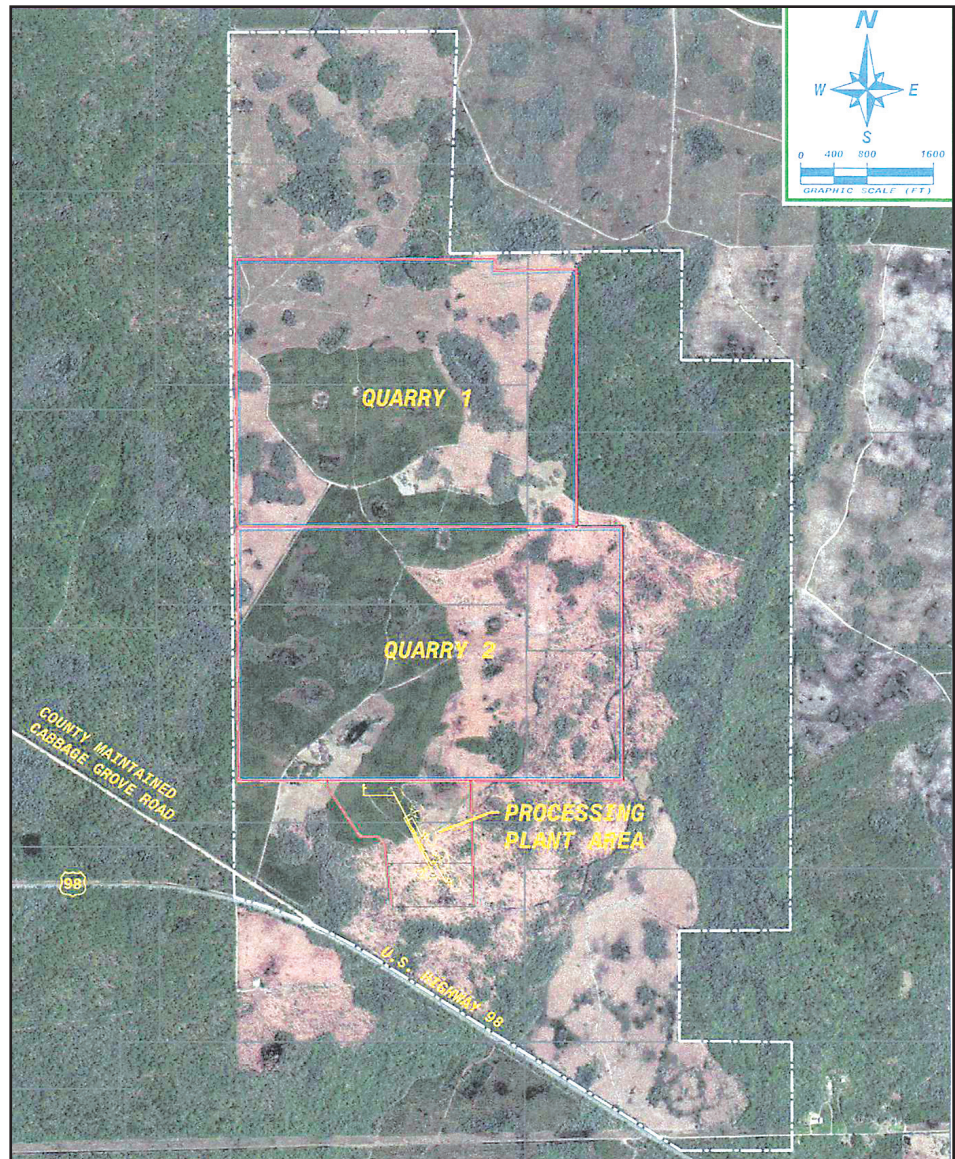 N
W E
S
0 400 800 1600
GRAPHIC SCALE (FT)
QUARRY 1
QUARRY 2
COUNTY MAINTAINED
CABBAGE GROVE ROAD
PROCESSING
PLANT AREA
98
U.S. HIGHWAY 98